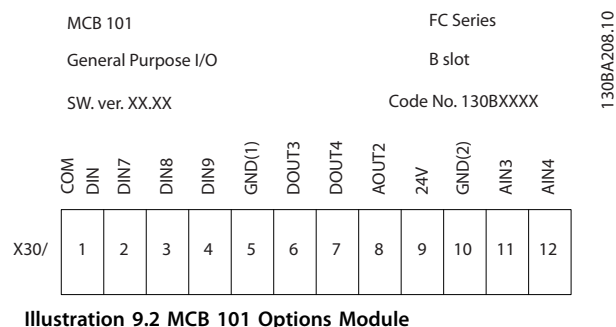 MCB 101 FC Series
General Purpose I/O B slot
SW. ver. XX.XX Code No. 130BXXXX
130BA208.10
COM DIN DIN7 DIN8 DIN9 GND(1) DOUT3 DOUT4 AOUT2 24V GND(2) AIN3 AIN4
X30/ 1 2 3 4 5 6 7 8 9 10 11 12
Illustration 9.2 MCB 101 Options Module